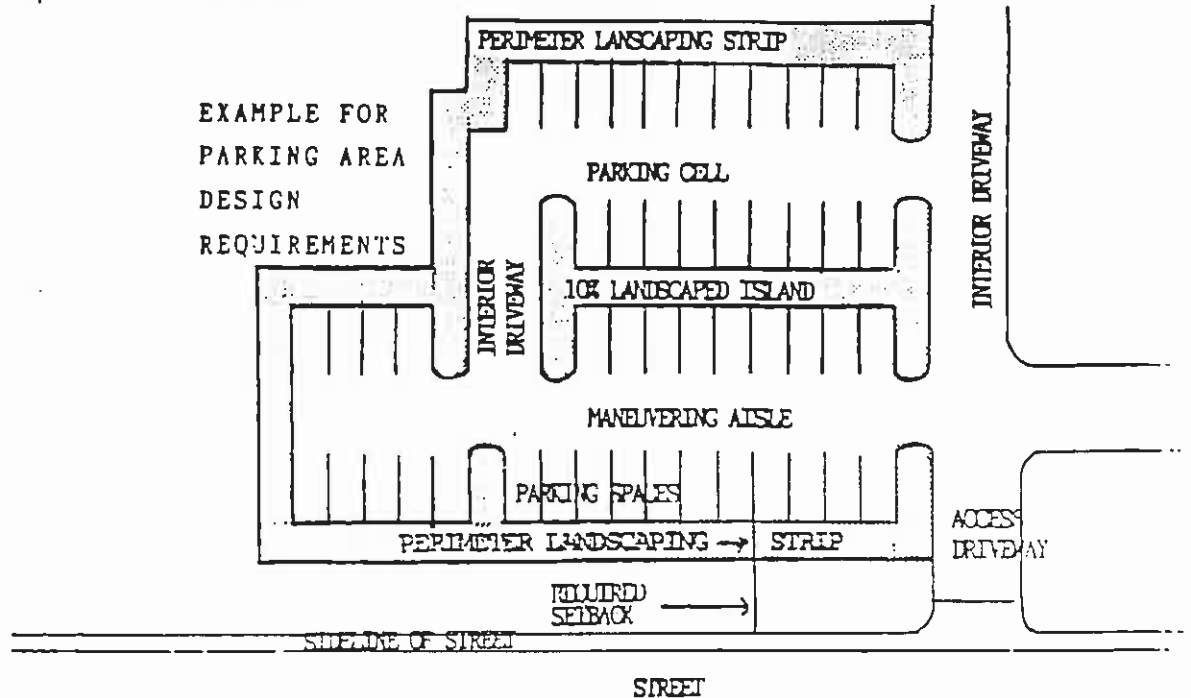 PERIMETER LANSCAPING STRIP
EXAMPLE FOR
PARKING AREA
DESIGN
REQUIREMENTS
PARKING CELL
INTERIOR DRIVEWAY
10% LANDSCAPED ISLAND
INTERIOR
DRIVEWAY
MANEUVERING AISLE
PARKING SPACES
PERIMETER LANDSCAPING → STRIP
ACCESS
DRIVEWAY
REQUIRED
SETBACK
SIDELINE OF STREET
STREET